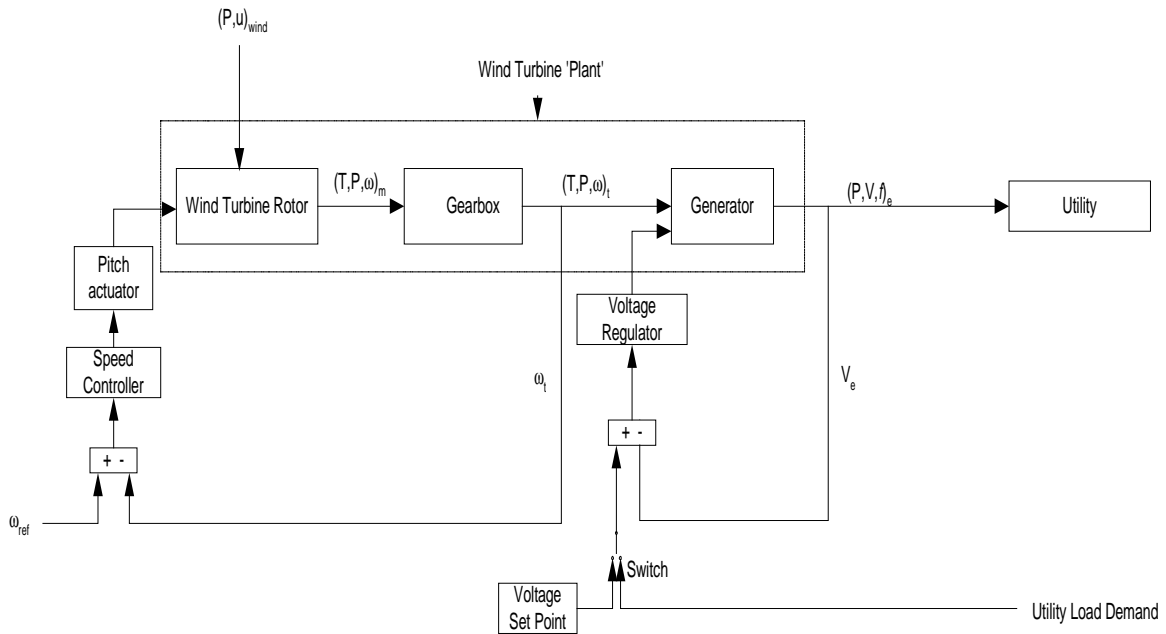 (P,u)wind
Wind Turbine 'Plant'
Wind Turbine Rotor
(T,P,ω)m
Gearbox
(T,P,ω)t
Generator
(P,V,f)e
Utility
Pitch
actuator
Voltage
Regulator
Speed
Controller
ωt
Ve
+ -
+ -
ωref
Switch
Voltage
Set Point
Utility Load Demand